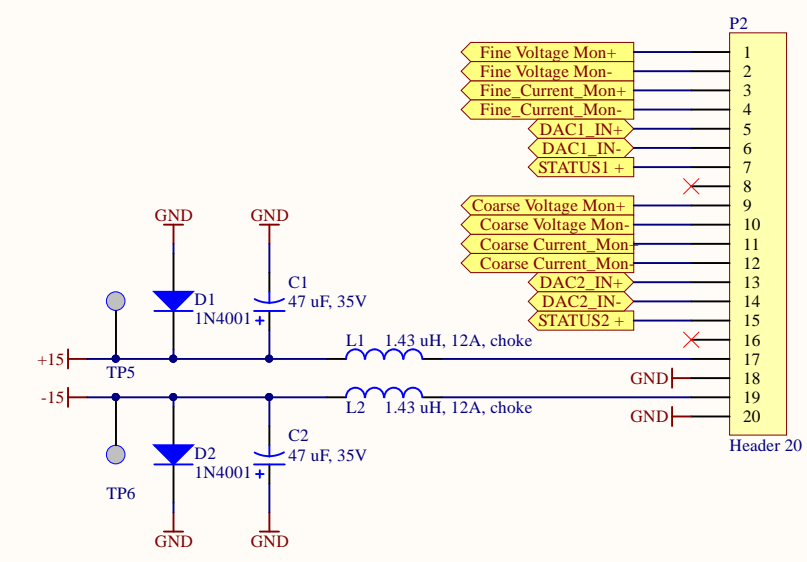 P2
Fine Voltage Mon+ 1
Fine Voltage Mon- 2
Fine_Current_Mon+ 3
Fine_Current_Mon- 4
DAC1_IN+ 5
DAC1_IN- 6
STATUS1 + 7
8
Coarse Voltage Mon+ 9
Coarse Voltage Mon- 10
Coarse Current_Mon+ 11
Coarse Current_Mon- 12
DAC2_IN+ 13
DAC2_IN- 14
STATUS2 + 15
16
17
GND 18
19
GND 20
Header 20
GND GND
D1
1N4001
C1
47 uF, 35V
+
L1 1.43 uH, 12A, choke
+15
TP5
-15
L2 1.43 uH, 12A, choke
D2
1N4001
C2
47 uF, 35V
+
TP6
GND GND